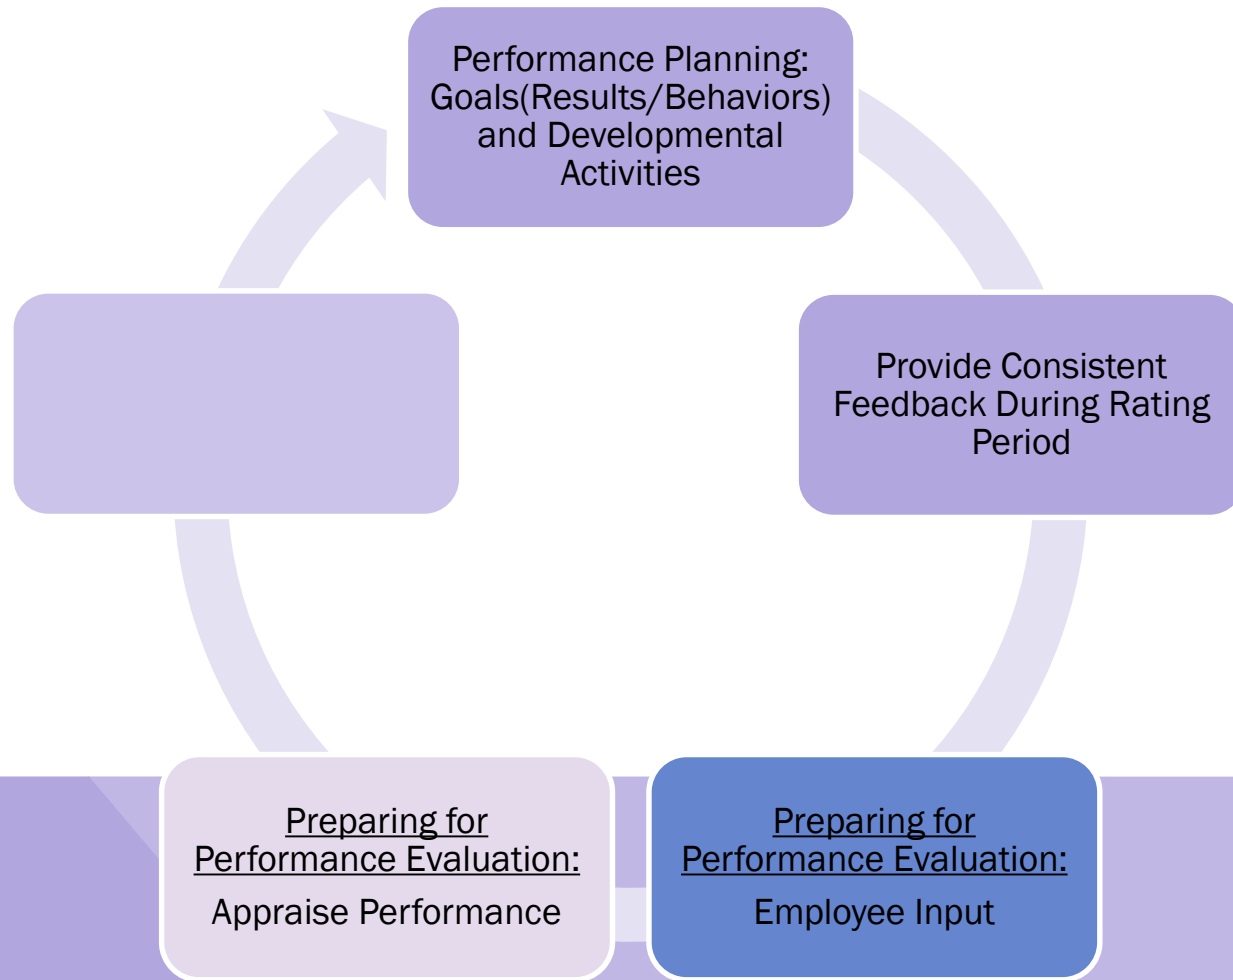 Performance Planning:
Goals(Results/Behaviors)
and Developmental
Activities
Provide Consistent
Feedback During Rating
Period
Preparing for
Performance Evaluation:
Employee Input
Preparing for
Performance Evaluation:
Appraise Performance